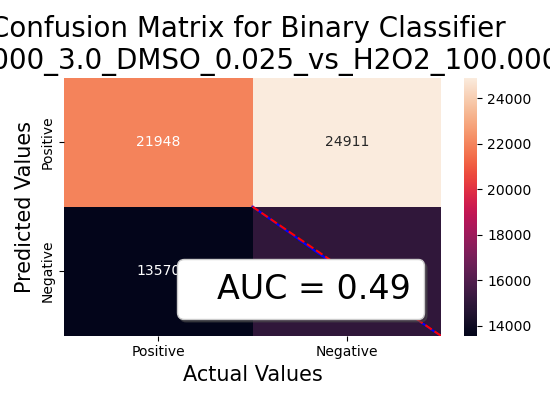 Confusion Matrix for Binary Classifier
000_3.0_DMSO_0.025_vs_H2O2_100.000
Predicted Values
Positive
Negative
21948
24911
13570
AUC = 0.49
Positive
Negative
Actual Values
24000
22000
20000
18000
16000
14000